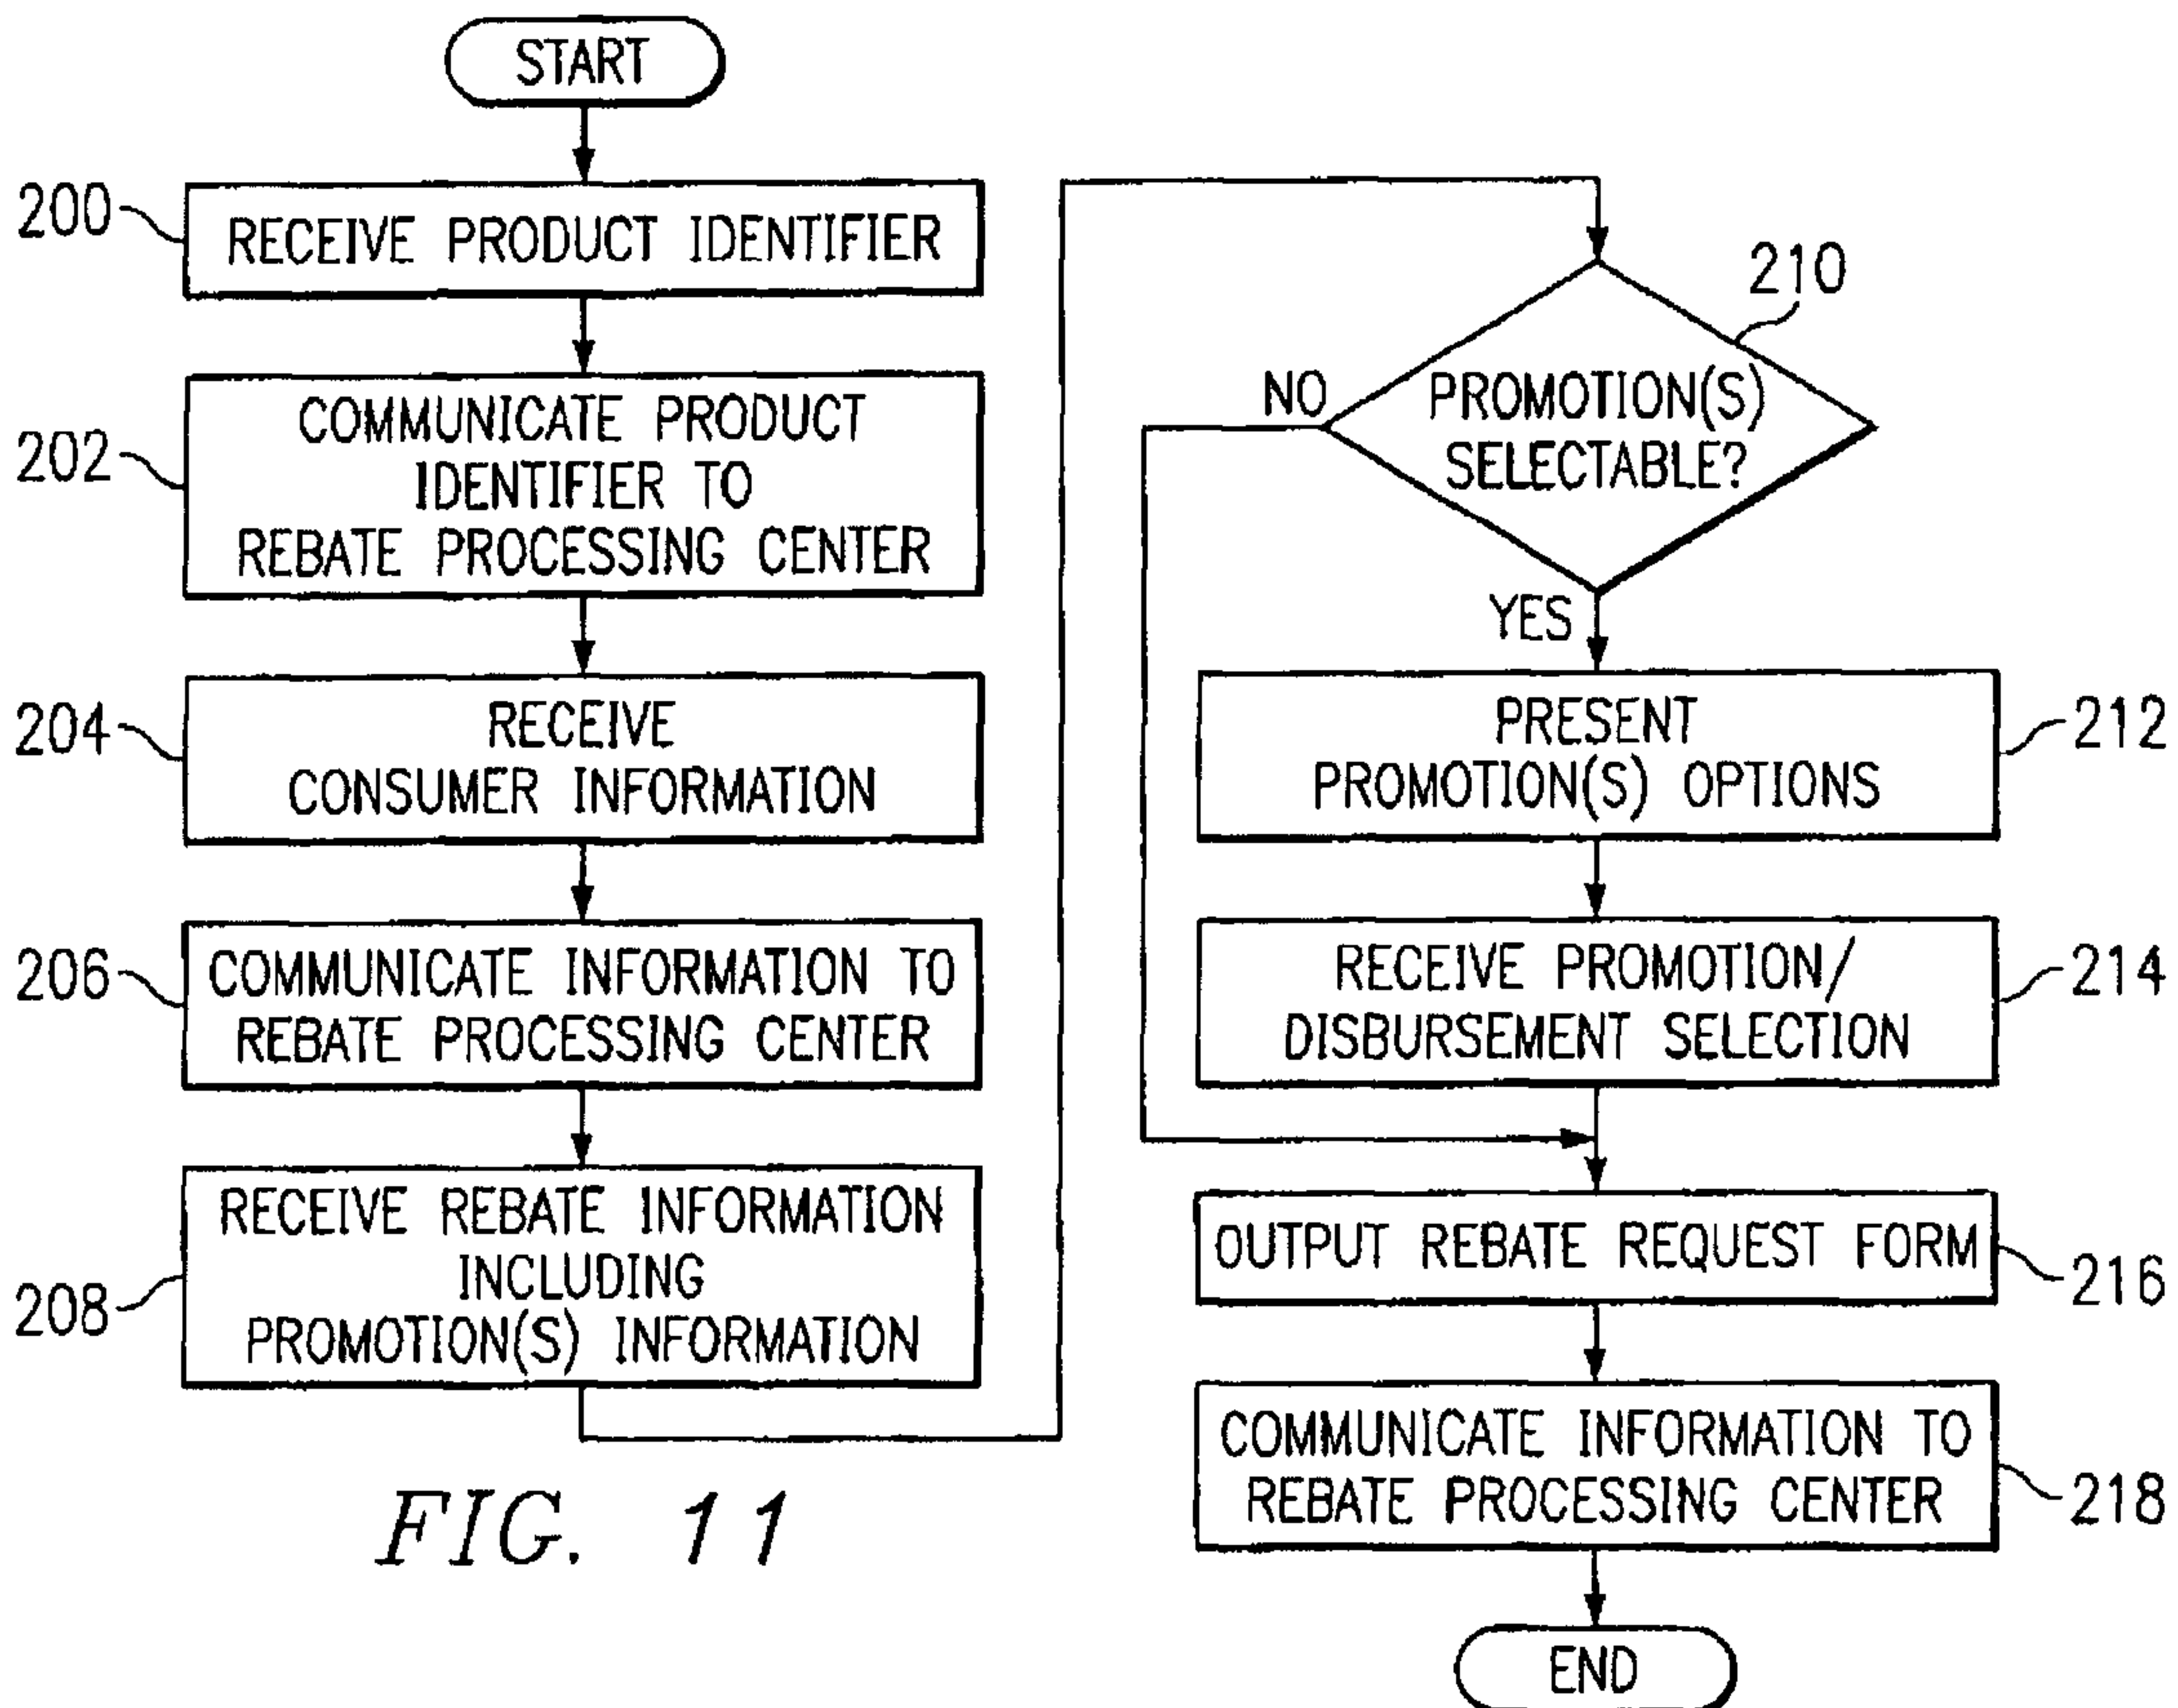 START
200
RECEIVE PRODUCT IDENTIFIER
202
COMMUNICATE PRODUCT
IDENTIFIER TO
REBATE PROCESSING CENTER
204
RECEIVE
CONSUMER INFORMATION
206
COMMUNICATE INFORMATION TO
REBATE PROCESSING CENTER
208
RECEIVE REBATE INFORMATION
INCLUDING
PROMOTION(S) INFORMATION
210
PROMOTION(S)
SELECTABLE?
NO
YES
PRESENT
PROMOTION(S) OPTIONS
212
RECEIVE PROMOTION/
DISBURSEMENT SELECTION
214
OUTPUT REBATE REQUEST FORM
216
COMMUNICATE INFORMATION TO
REBATE PROCESSING CENTER
218
END
FIG. 11